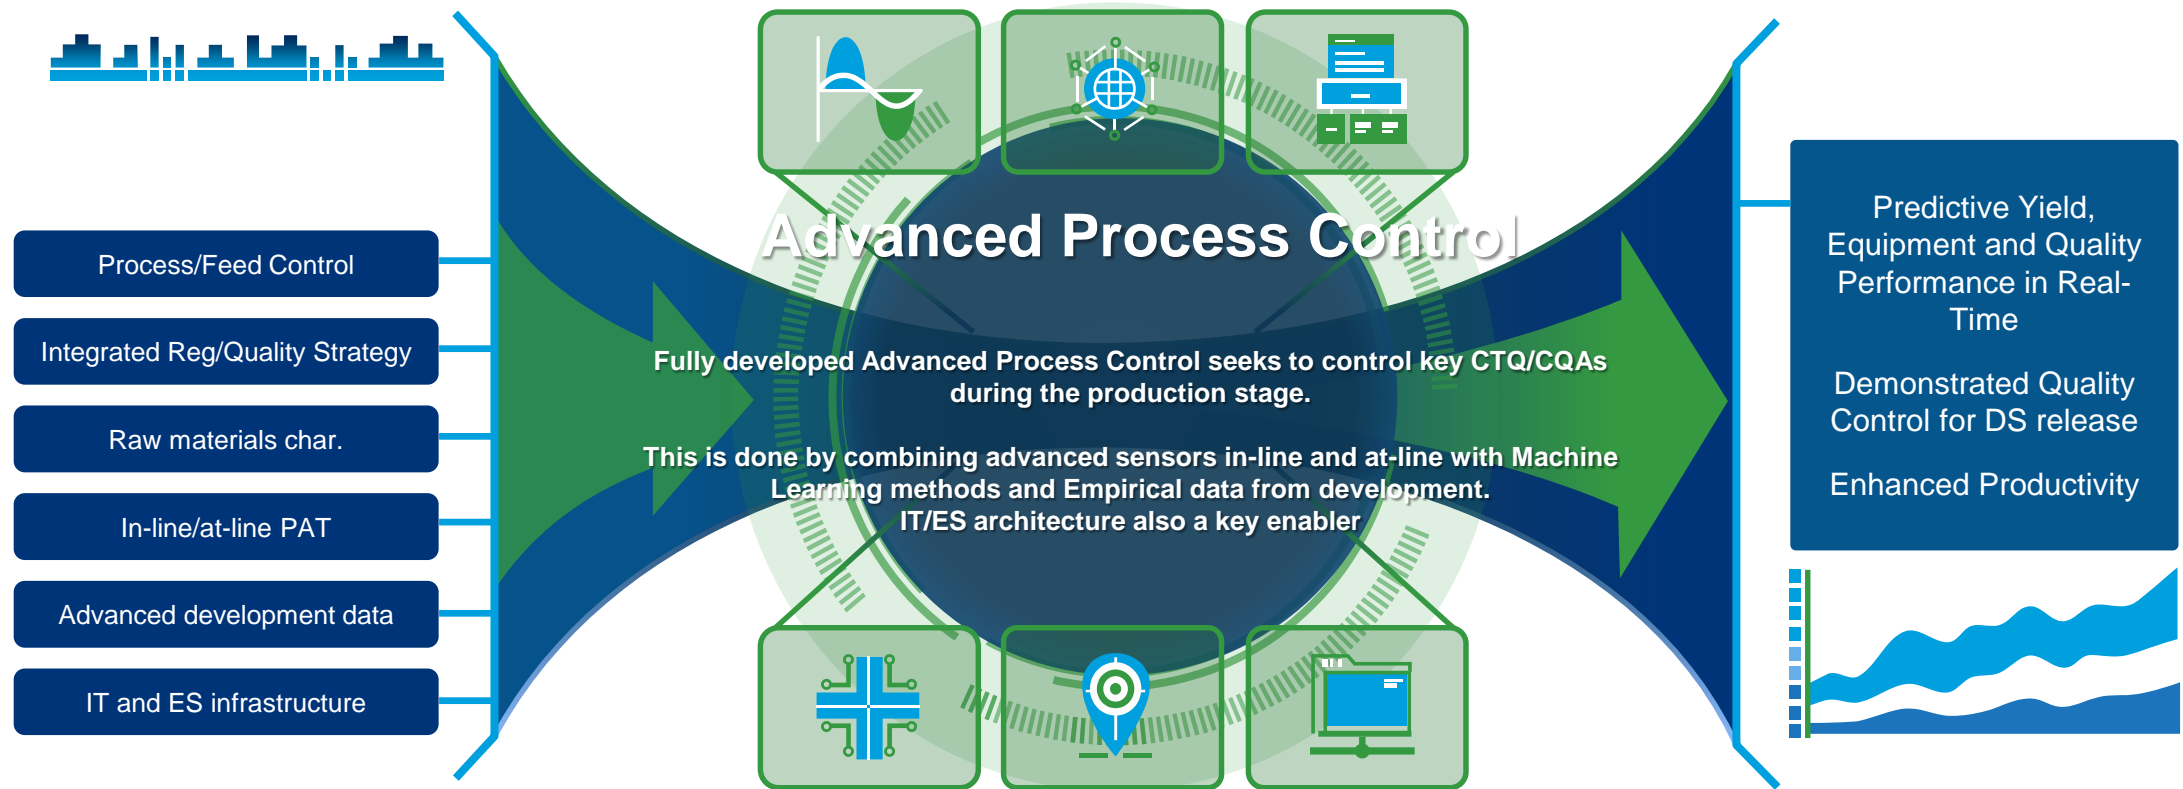 Process/Feed Control
Integrated Reg/Quality Strategy
Raw materials char.
In-line/at-line PAT
Advanced development data
IT and ES infrastructure
Advanced Process Control
Fully developed Advanced Process Control seeks to control key CTQ/CQAs
during the production stage.
This is done by combining advanced sensors in-line and at-line with Machine
Learning methods and Empirical data from development.
IT/ES architecture also a key enabler
Predictive Yield,
Equipment and Quality
Performance in Real-
Time
Demonstrated Quality
Control for DS release
Enhanced Productivity